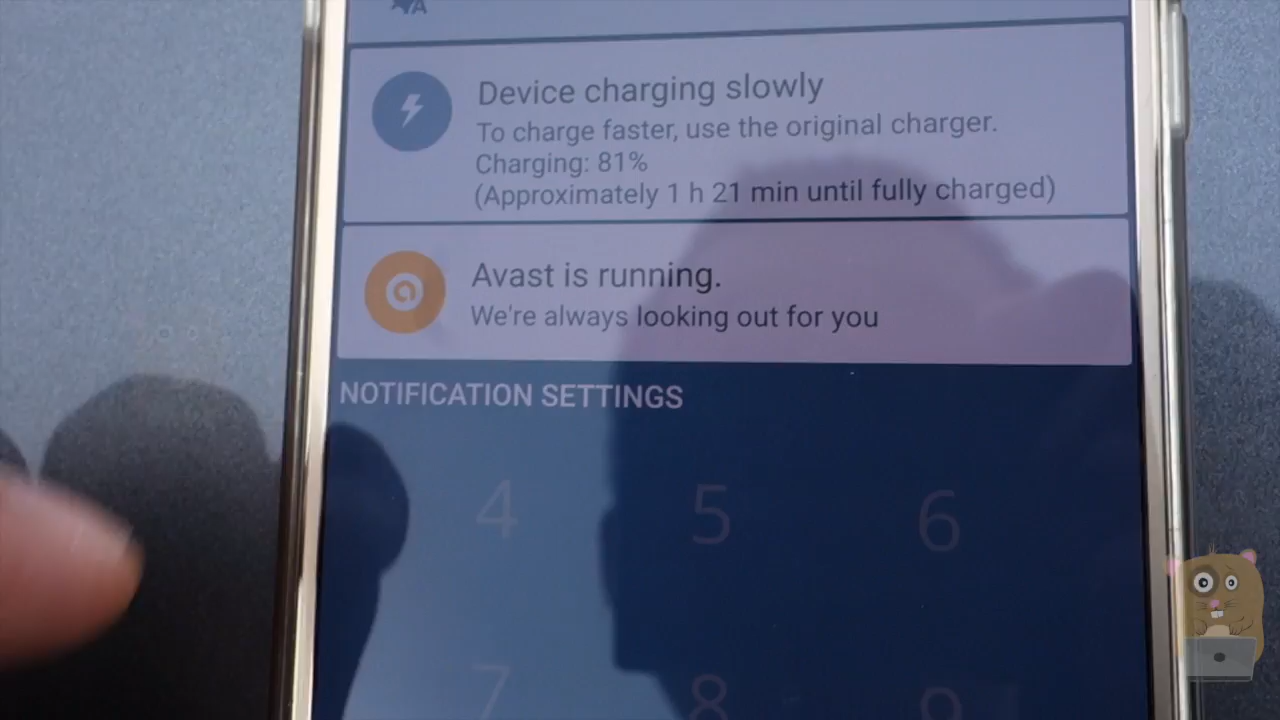 Device charging slowly
To charge faster, use the original charger.
Charging: 81%
(Approximately 1 h 21 min until fully charged)
Avast is running.
We're always looking out for you
NOTIFICATION SETTINGS
4 5 6
7 8 9